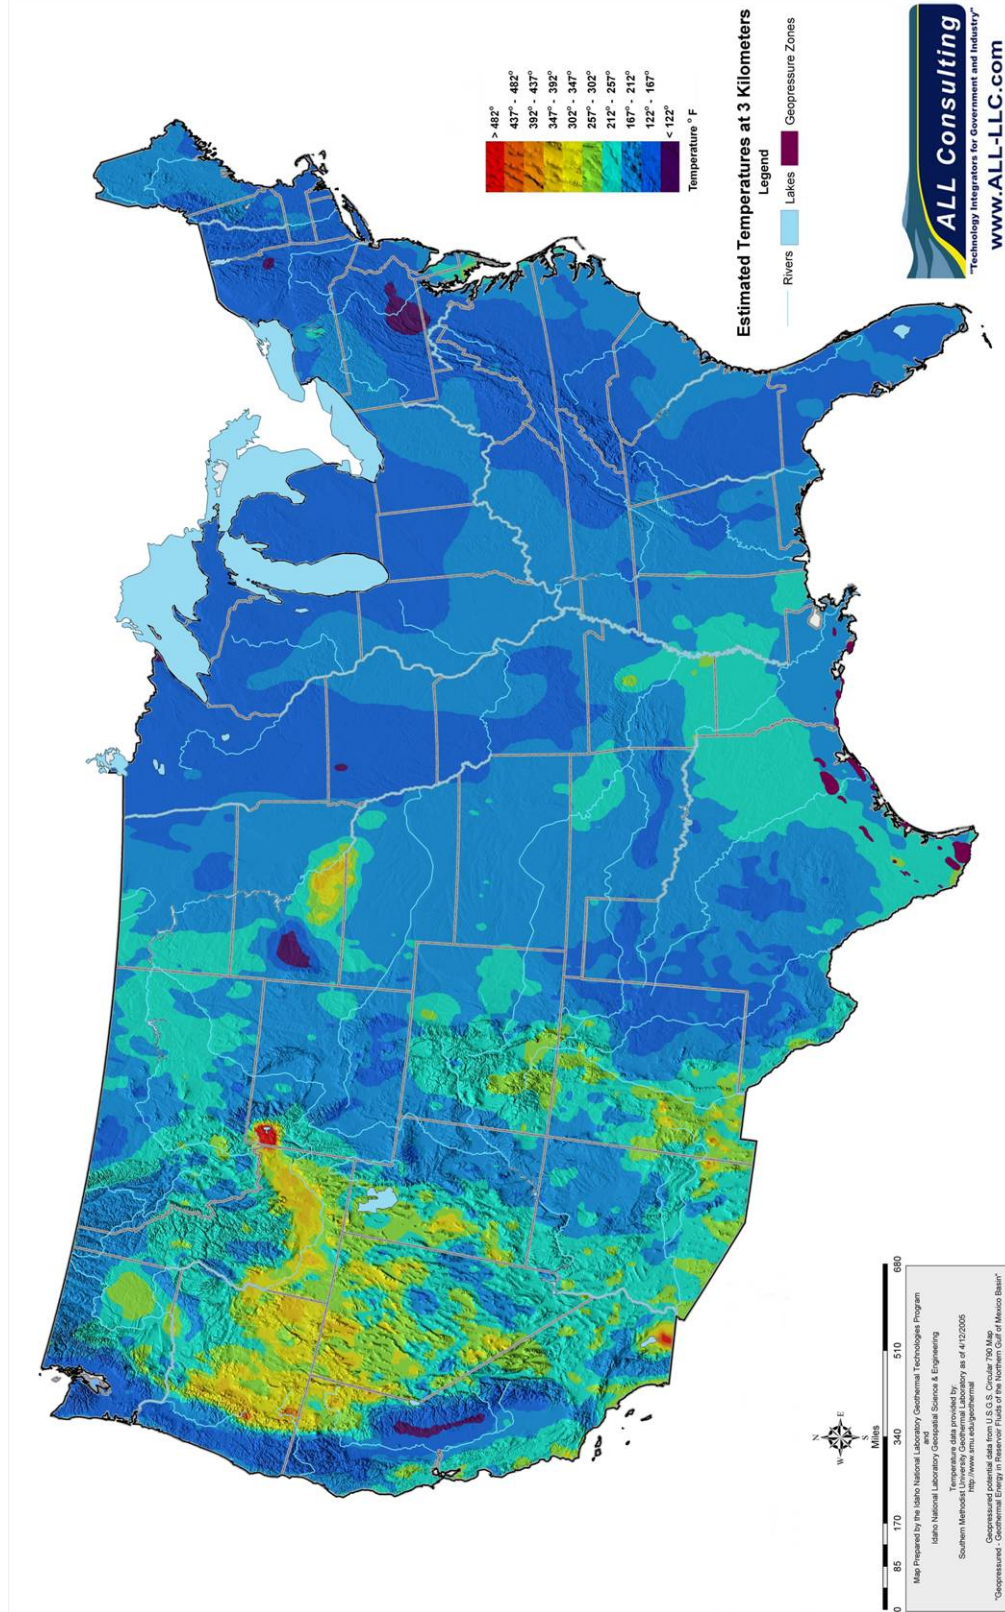 > 482°
437° - 482°
392° - 437°
347° - 392°
302° - 347°
257° - 302°
212° - 257°
167° - 212°
122° - 167°
< 122°
Temperature ° F
Estimated Temperatures at 3 Kilometers
Legend
Rivers
Lakes
Geopressure Zones
ALL Consulting
"Technology Integrators for Government and Industry"
www.ALL-LLC.com
N
W E
S
Miles
0 85 170 340 510 680
Map Prepared by the Idaho National Laboratory Geothermal Technologies Program
and
Idaho National Laboratory Geospatial Science & Engineering
Temperature data provided by:
Southern Methodist University Geothermal Laboratory as of 4/12/2005
http://www.smu.edu/geothermal
Geopressured potential data from U.S.G.S. Circular 790 Map
"Geopressured - Geothermal Energy in Reservoir Fluids of the Northern Gulf of Mexico Basin"